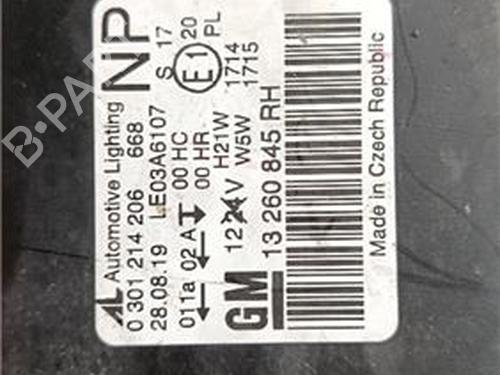 AL Automotive Lighting
0 301 214 206 668
28.08.19 LE03A6107
NP
S 17
E1 20
PL
011a 02 A 00 HC
00 HR
H21W 1714
12 24 V W5W 1715
GM 13 260 845 RH
Made in Czech Republic
B-PARTS